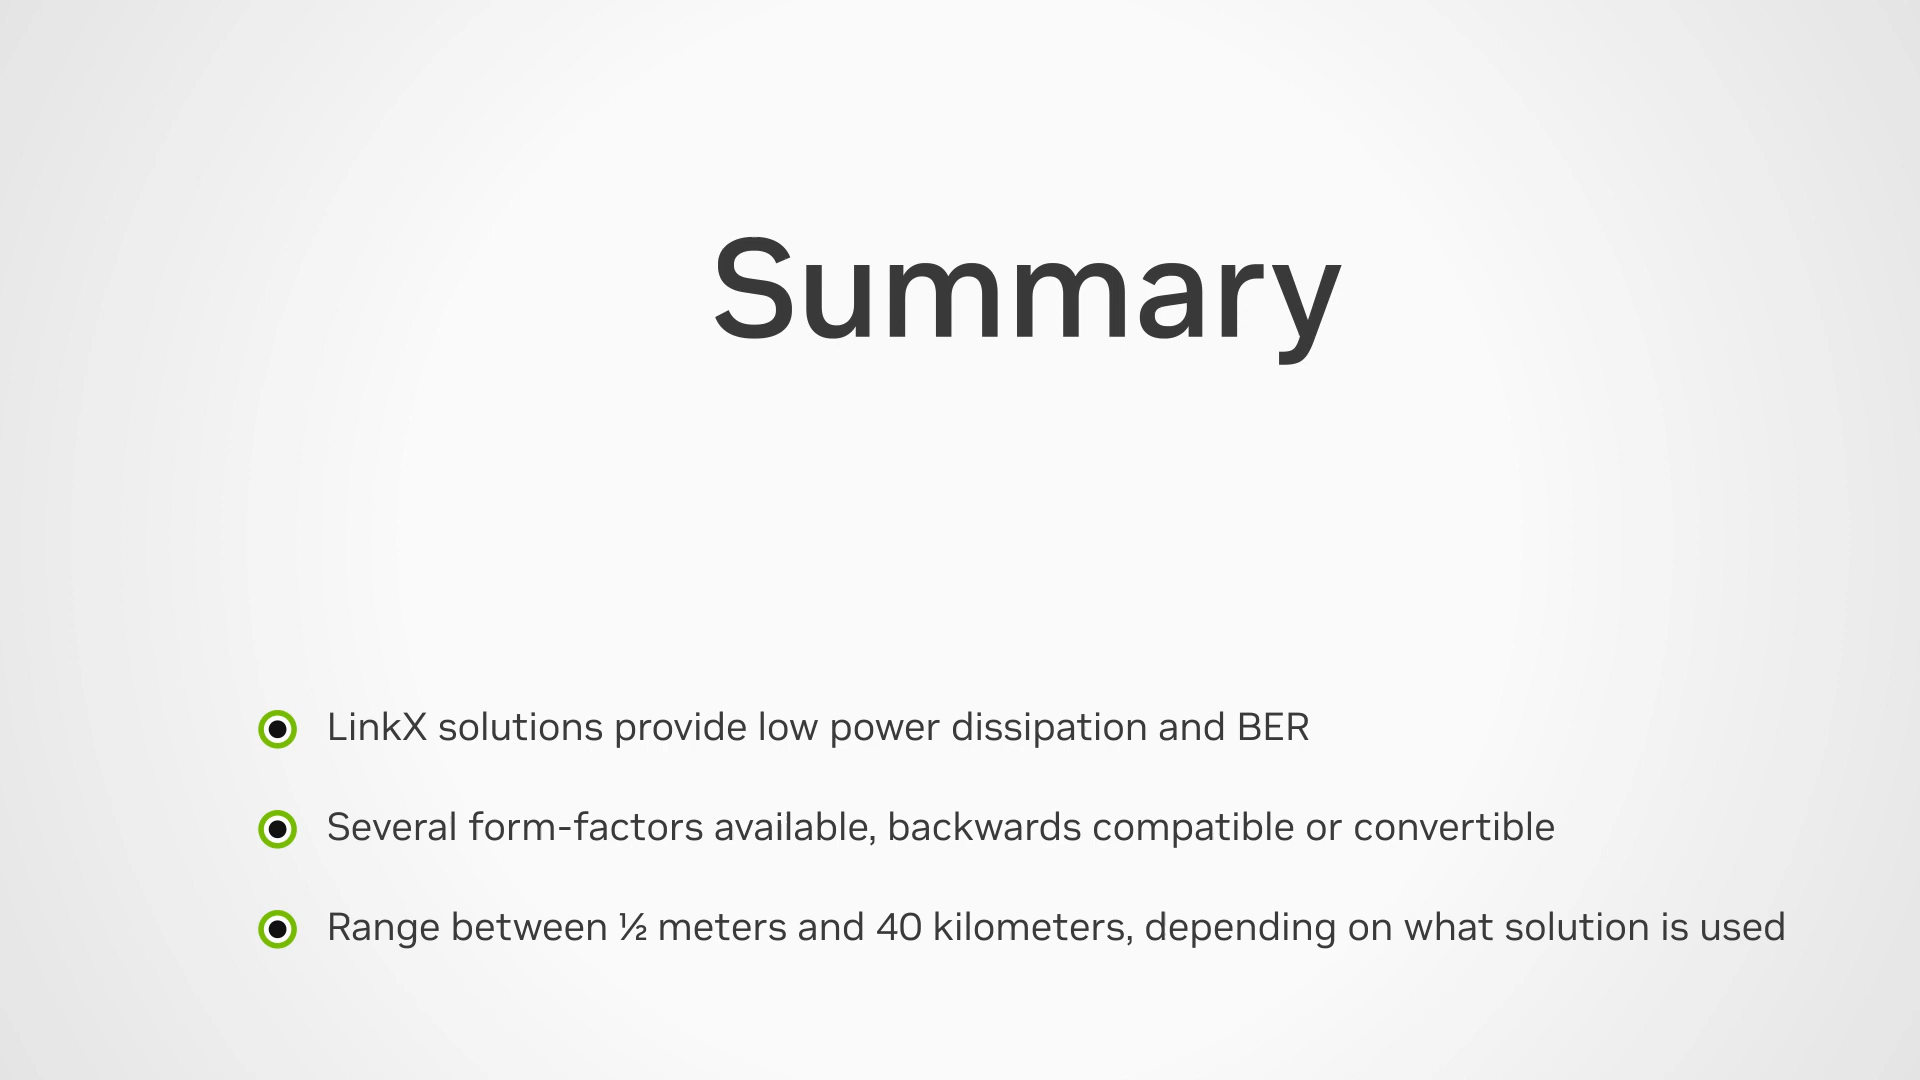 Summary
LinkX solutions provide low power dissipation and BER
Several form-factors available, backwards compatible or convertible
Range between ½ meters and 40 kilometers, depending on what solution is used